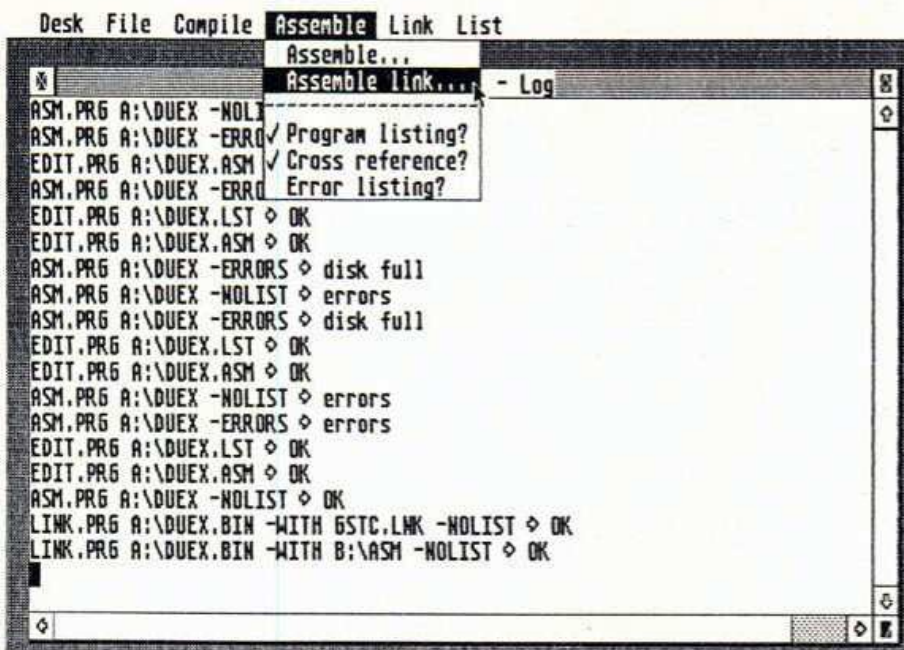 Desk File Compile Assemble Link List
Assemble...
Assemble link....
- Log
Program listing?
Cross reference?
Error listing?
ASM.PRG A:\DUEX -NOLI
ASM.PRG A:\DUEX -ERRO
EDIT.PRG A:\DUEX.ASM
ASM.PRG A:\DUEX -ERRO
EDIT.PRG A:\DUEX.LST ◇ OK
EDIT.PRG A:\DUEX.ASM ◇ OK
ASM.PRG A:\DUEX -ERRORS ◇ disk full
ASM.PRG A:\DUEX -NOLIST ◇ errors
ASM.PRG A:\DUEX -ERRORS ◇ disk full
EDIT.PRG A:\DUEX.LST ◇ OK
EDIT.PRG A:\DUEX.ASM ◇ OK
ASM.PRG A:\DUEX -NOLIST ◇ errors
ASM.PRG A:\DUEX -ERRORS ◇ errors
EDIT.PRG A:\DUEX.LST ◇ OK
EDIT.PRG A:\DUEX.ASM ◇ OK
ASM.PRG A:\DUEX -NOLIST ◇ OK
LINK.PRG A:\DUEX.BIN -WITH GSTC.LNK -NOLIST ◇ OK
LINK.PRG A:\DUEX.BIN -WITH B:\ASM -NOLIST ◇ OK